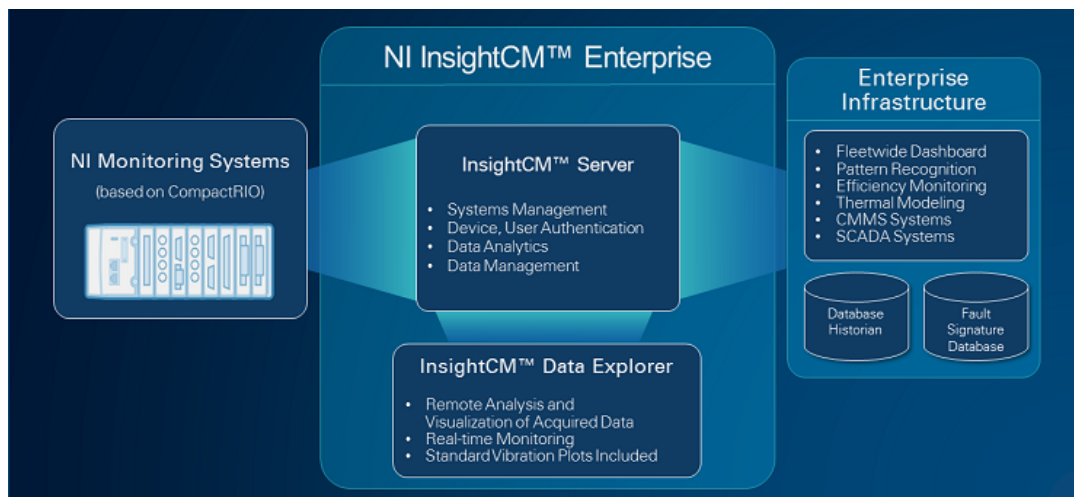 NI InsightCM™ Enterprise
NI Monitoring Systems
(based on CompactRIO)
InsightCM™ Server
• Systems Management
• Device, User Authentication
• Data Analytics
• Data Management
InsightCM™ Data Explorer
• Remote Analysis and
Visualization of Acquired Data
• Real-time Monitoring
• Standard Vibration Plots Included
Enterprise
Infrastructure
• Fleetwide Dashboard
• Pattern Recognition
• Efficiency Monitoring
• Thermal Modeling
• CMMS Systems
• SCADA Systems
Database
Historian
Fault
Signature
Database